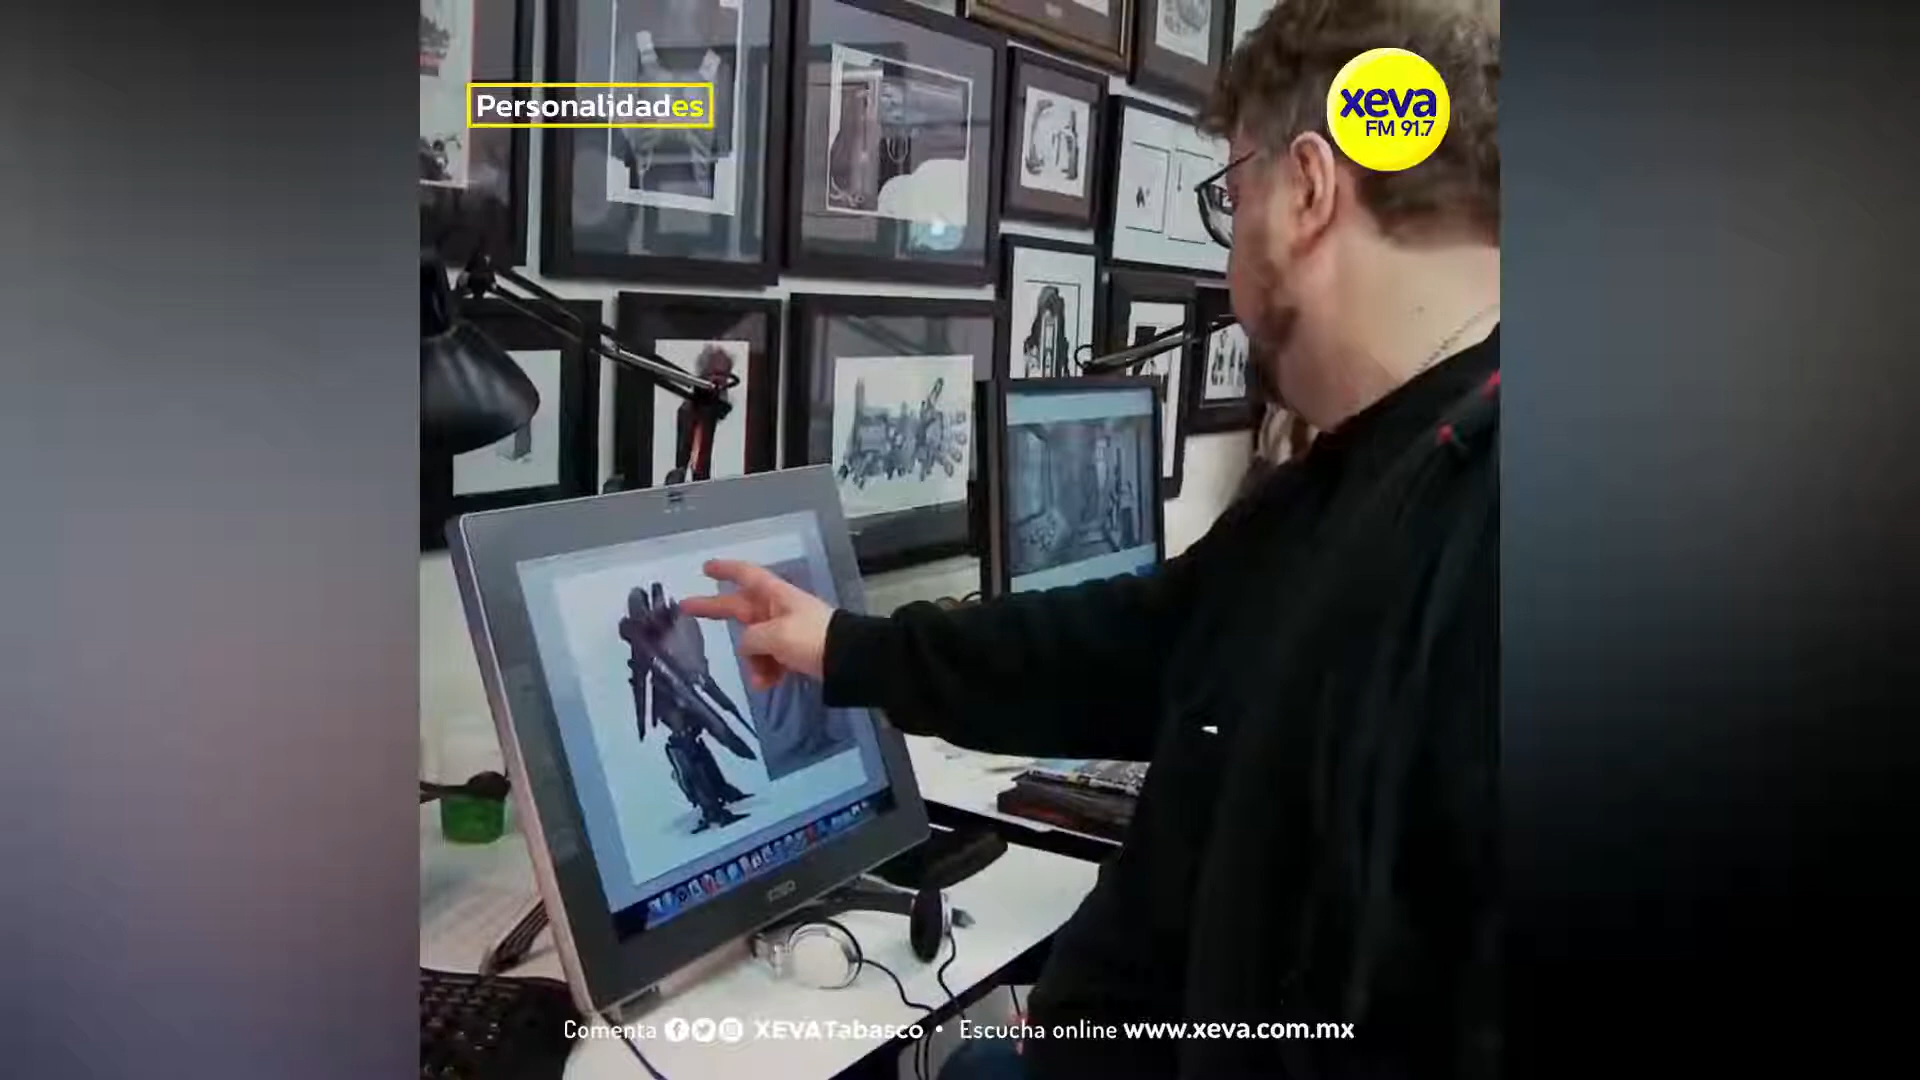 Personalidades
xeva
FM 91.7
Comenta XEVATabasco • Escucha online www.xeva.com.mx